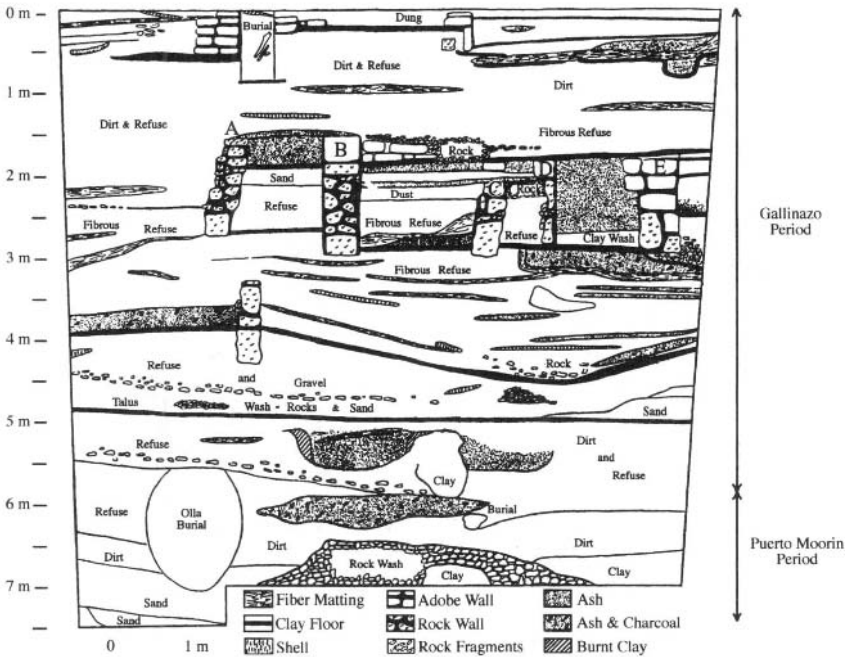 0 m
Dung
Burial
Dirt & Refuse
1 m
Dirt
Dirt & Refuse
A
Fibrous Refuse
B
Rock
2 m
Sand
C
Rock
D
E
Dust
Refuse
Fibrous
Refuse
Fibrous Refuse
Refuse
Clay Wash
Gallinazo
Period
3 m
Fibrous Refuse
4 m
Refuse
and
Gravel
Rock
Talus
Wash - Rocks & Sand
Sand
5 m
Refuse
Dirt
and
Refuse
Clay
6 m
Refuse
Olla
Burial
Burial
Dirt
Dirt
Rock Wash
Clay
Clay
Puerto Moorin
Period
7 m
Sand
Sand
0
1 m
Fiber Matting
Adobe Wall
Ash
Clay Floor
Rock Wall
Ash & Charcoal
Shell
Rock Fragments
Burnt Clay